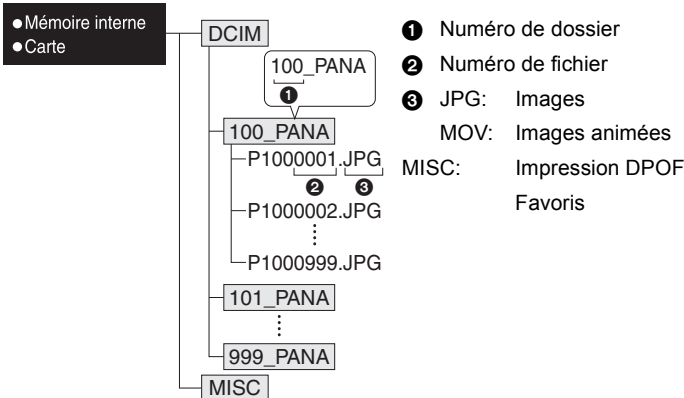 ●Mémoire interne
●Carte
DCIM
100_PANA
❶
100_PANA
P1000001.JPG
❷ ❸
P1000002.JPG
P1000999.JPG
101_PANA
999_PANA
MISC
❶ Numéro de dossier
❷ Numéro de fichier
❸ JPG: Images
MOV: Images animées
MISC: Impression DPOF
Favoris